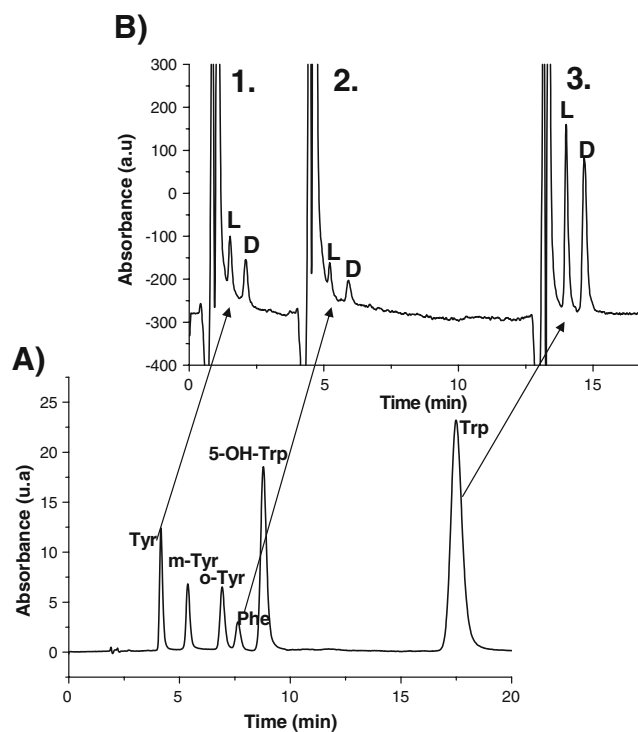 B)
1. 2. 3.
300
200
100
0
-100
-200
-300
-400
Absorbance (a.u)
L D
L D
L D
0 5 10 15
Time (min)
A)
25
20
15
10
5
0
Absorbance (u.a)
Tyr
m-Tyr
o-Tyr
Phe
5-OH-Trp
Trp
0 5 10 15 20
Time (min)